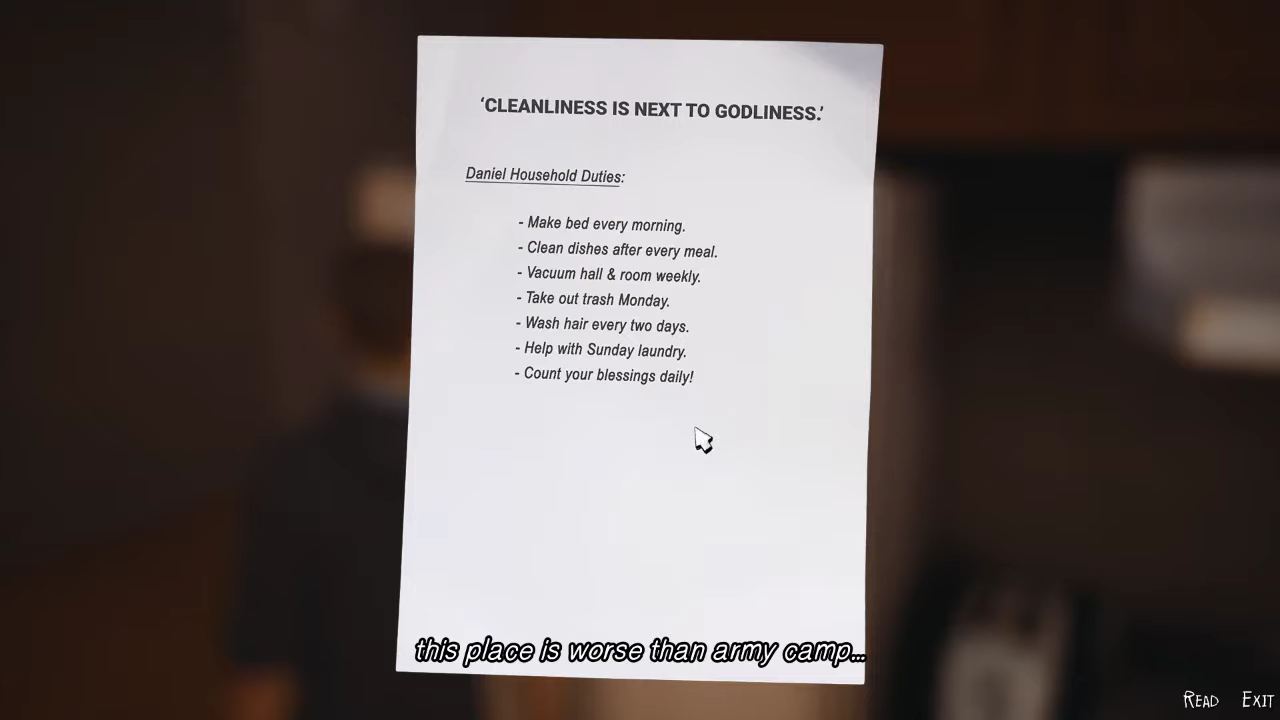 ‘CLEANLINESS IS NEXT TO GODLINESS.’
Daniel Household Duties:
- Make bed every morning.
- Clean dishes after every meal.
- Vacuum hall & room weekly.
- Take out trash Monday.
- Wash hair every two days.
- Help with Sunday laundry.
- Count your blessings daily!
this place is worse than army camp...
READ EXIT